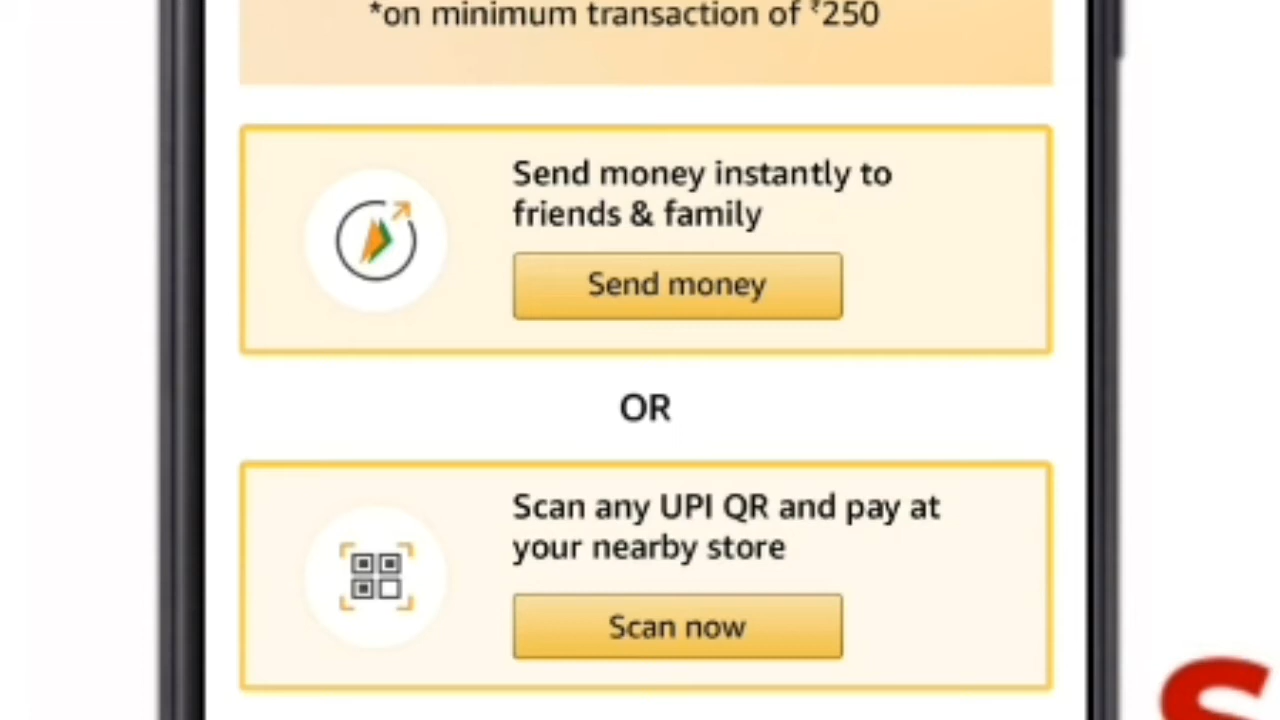 *on minimum transaction of ₹250
Send money instantly to
friends & family
Send money
OR
Scan any UPI QR and pay at
your nearby store
Scan now
S